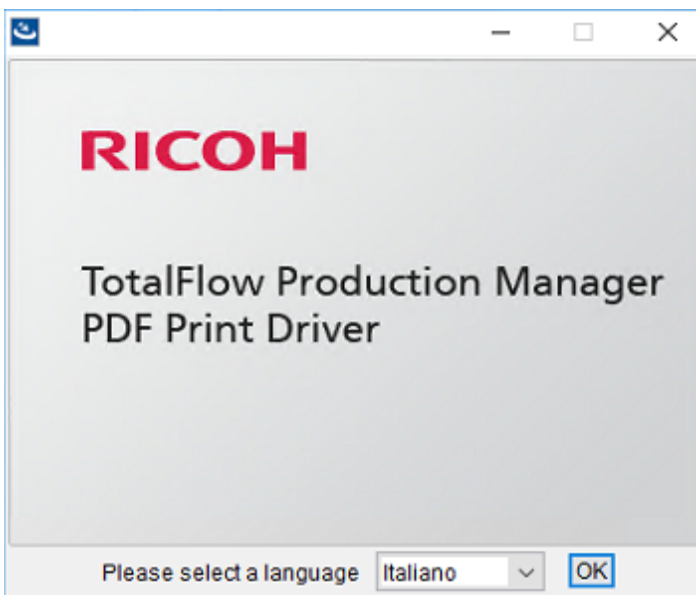 RICOH
TotalFlow Production Manager
PDF Print Driver
Please select a language Italiano OK